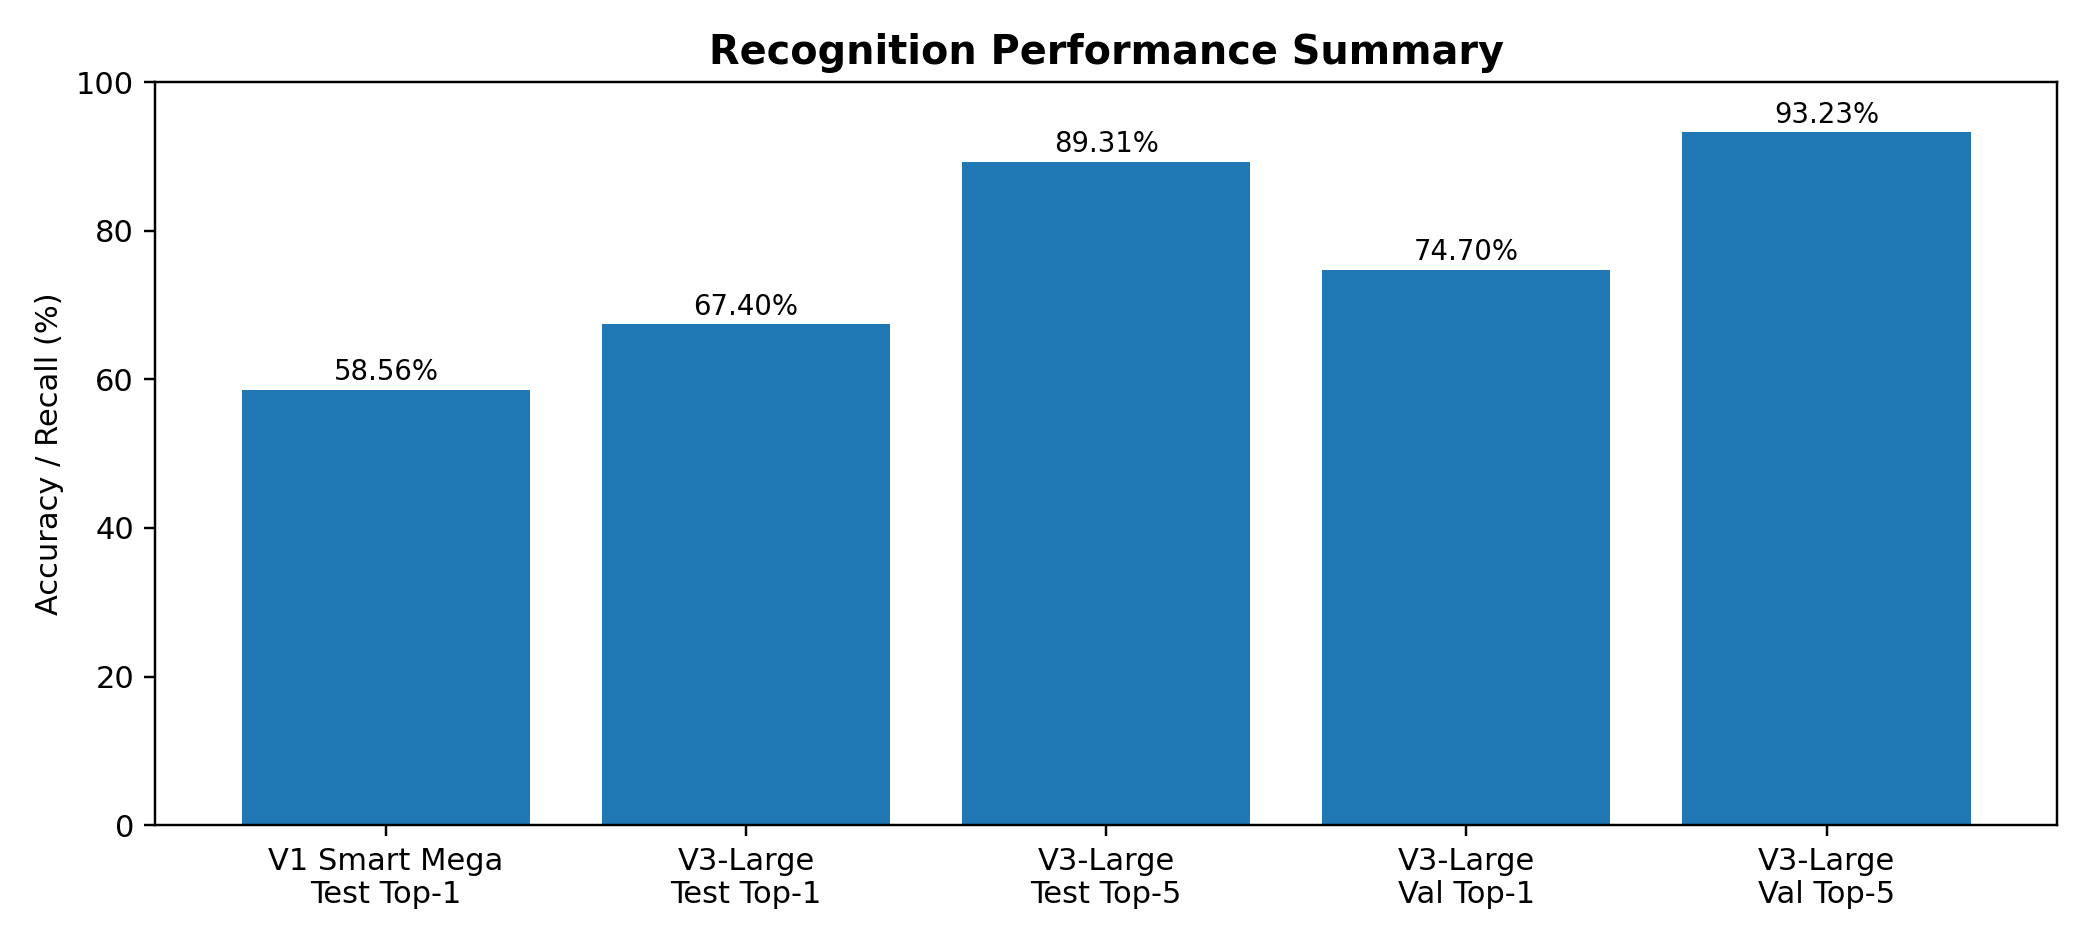 Recognition Performance Summary
Accuracy / Recall (%)
100
80
60
40
20
0
58.56%
67.40%
89.31%
74.70%
93.23%
V1 Smart Mega
Test Top-1
V3-Large
Test Top-1
V3-Large
Test Top-5
V3-Large
Val Top-1
V3-Large
Val Top-5